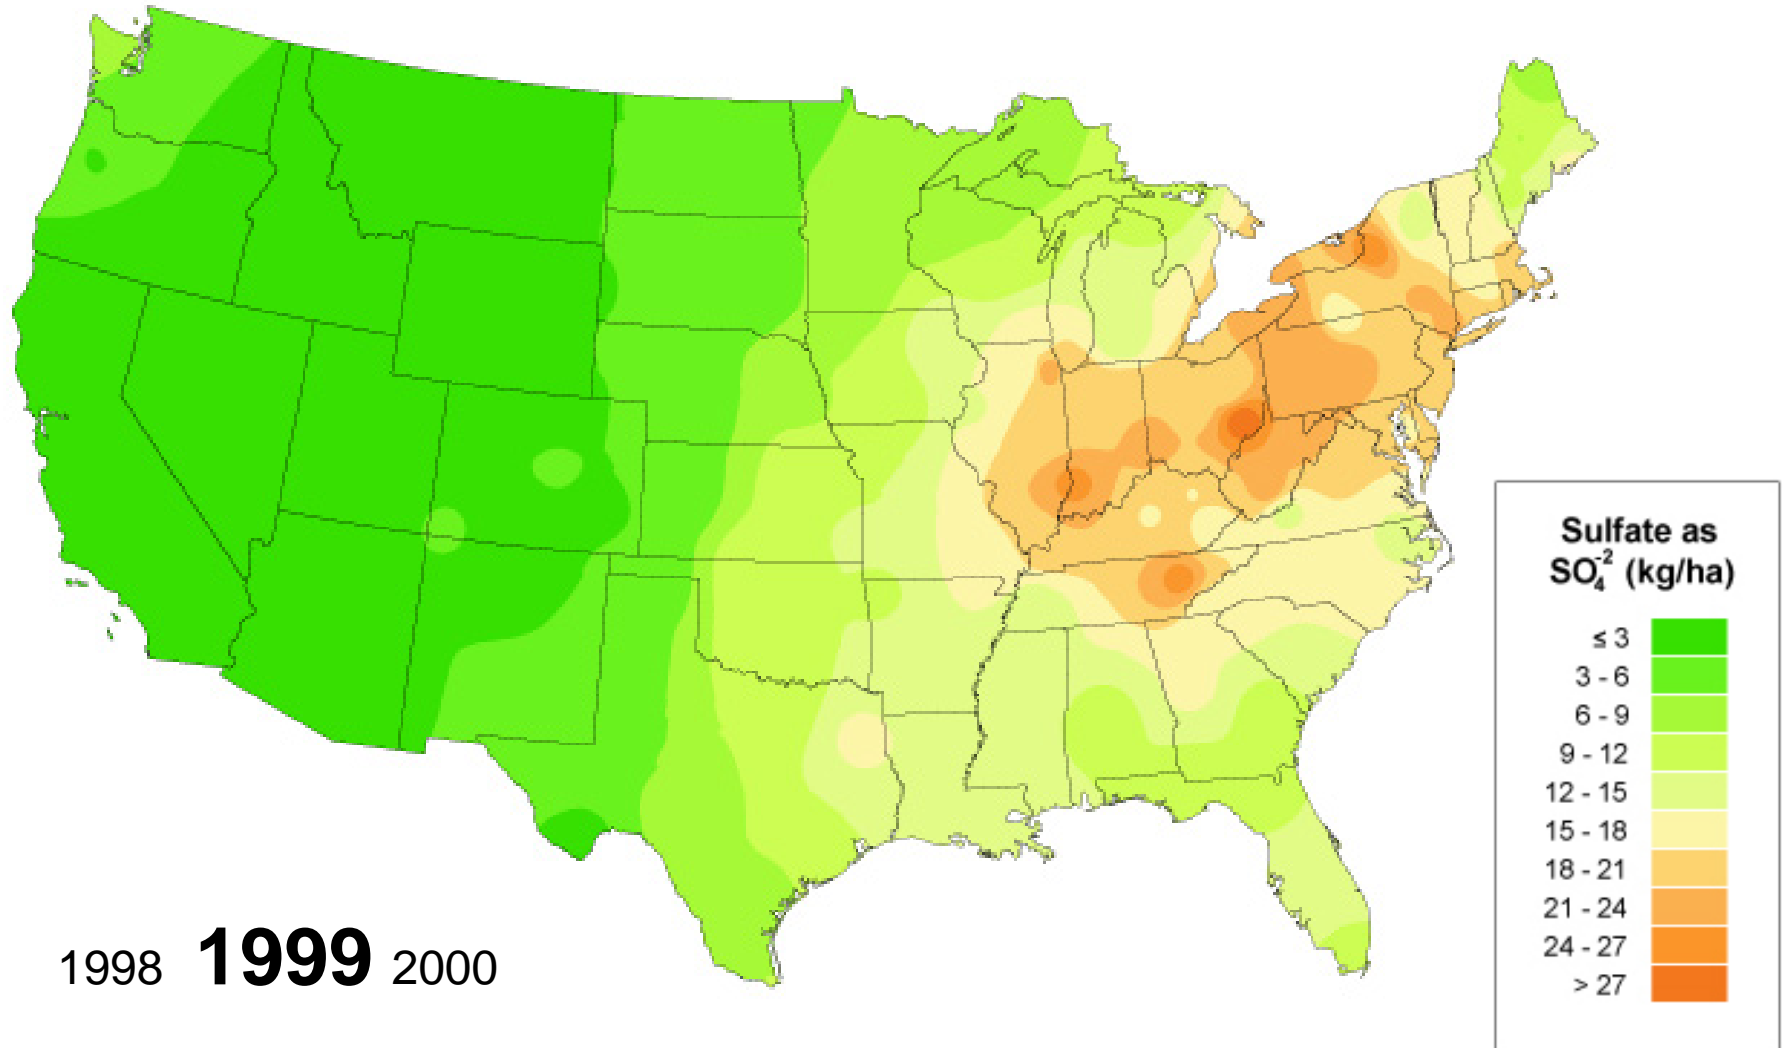 Sulfate as
SO₄⁻² (kg/ha)
≤ 3
3 - 6
6 - 9
9 - 12
12 - 15
15 - 18
18 - 21
21 - 24
24 - 27
> 27
1998 1999 2000